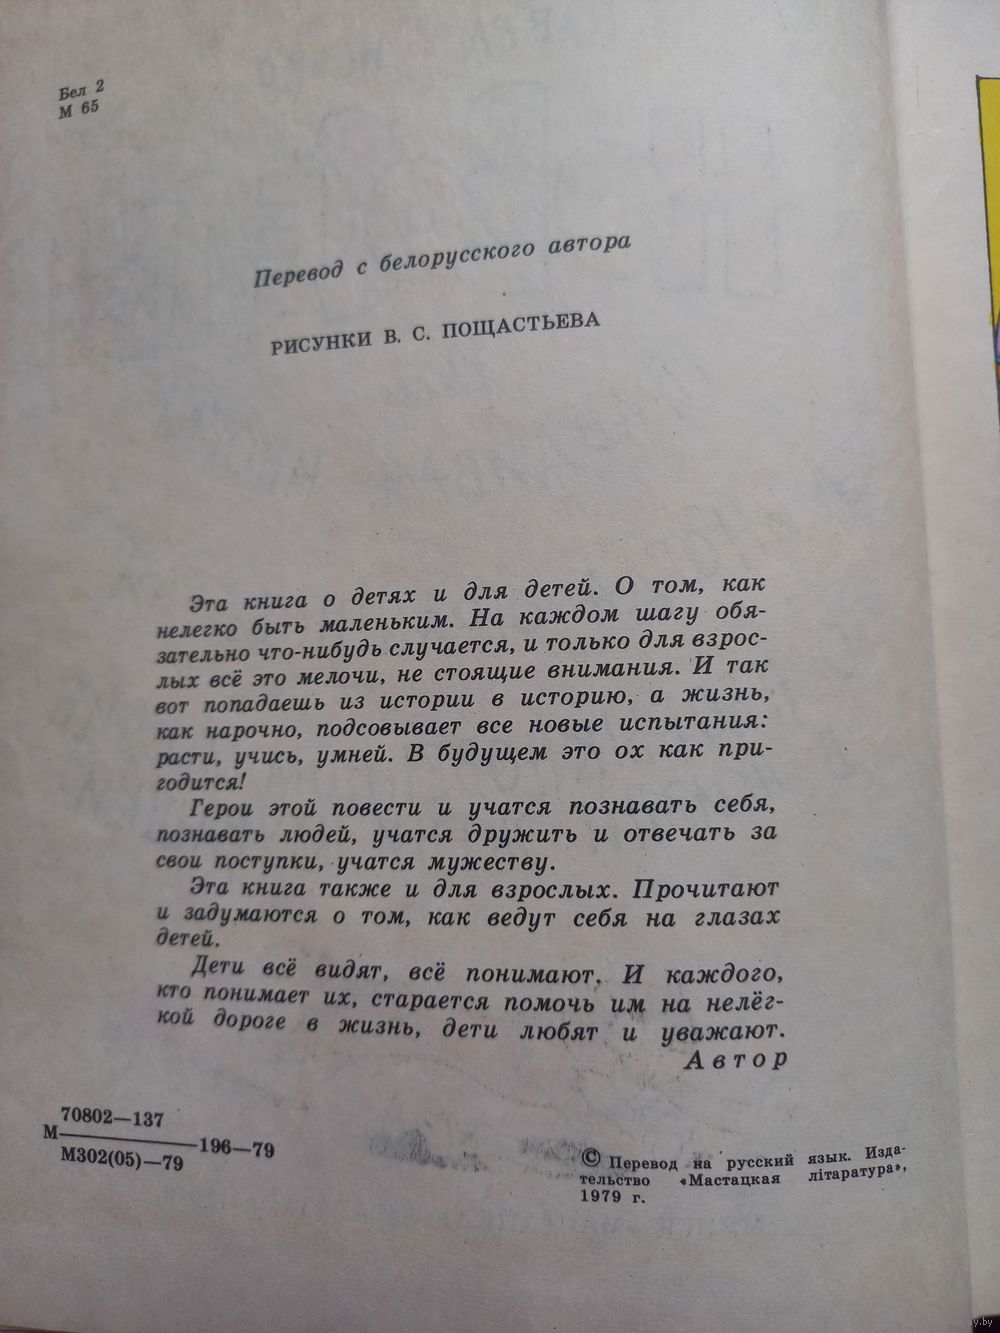 Бел 2
М 65
Перевод с белорусского автора
РИСУНКИ В. С. ПОЩАСТЬЕВА
Эта книга о детях и для детей. О том, как
нелегко быть маленьким. На каждом шагу обя-
зательно что-нибудь случается, и только для взрос-
лых всё это мелочи, не стоящие внимания. И так
вот попадаешь из истории в историю, а жизнь,
как нарочно, подсовывает все новые испытания:
расти, учись, умней. В будущем это ох как при-
годится!
Герои этой повести и учатся познавать себя,
познавать людей, учатся дружить и отвечать за
свои поступки, учатся мужеству.
Эта книга также и для взрослых. Прочитают
и задумаются о том, как ведут себя на глазах
детей.
Дети всё видят, всё понимают. И каждого,
кто понимает их, старается помочь им на нелёг-
кой дороге в жизнь, дети любят и уважают.
Автор
70802—137
М———196—79
М302(05)—79
© Перевод на русский язык. Изда-
тельство «Мастацкая літаратура»,
1979 г.